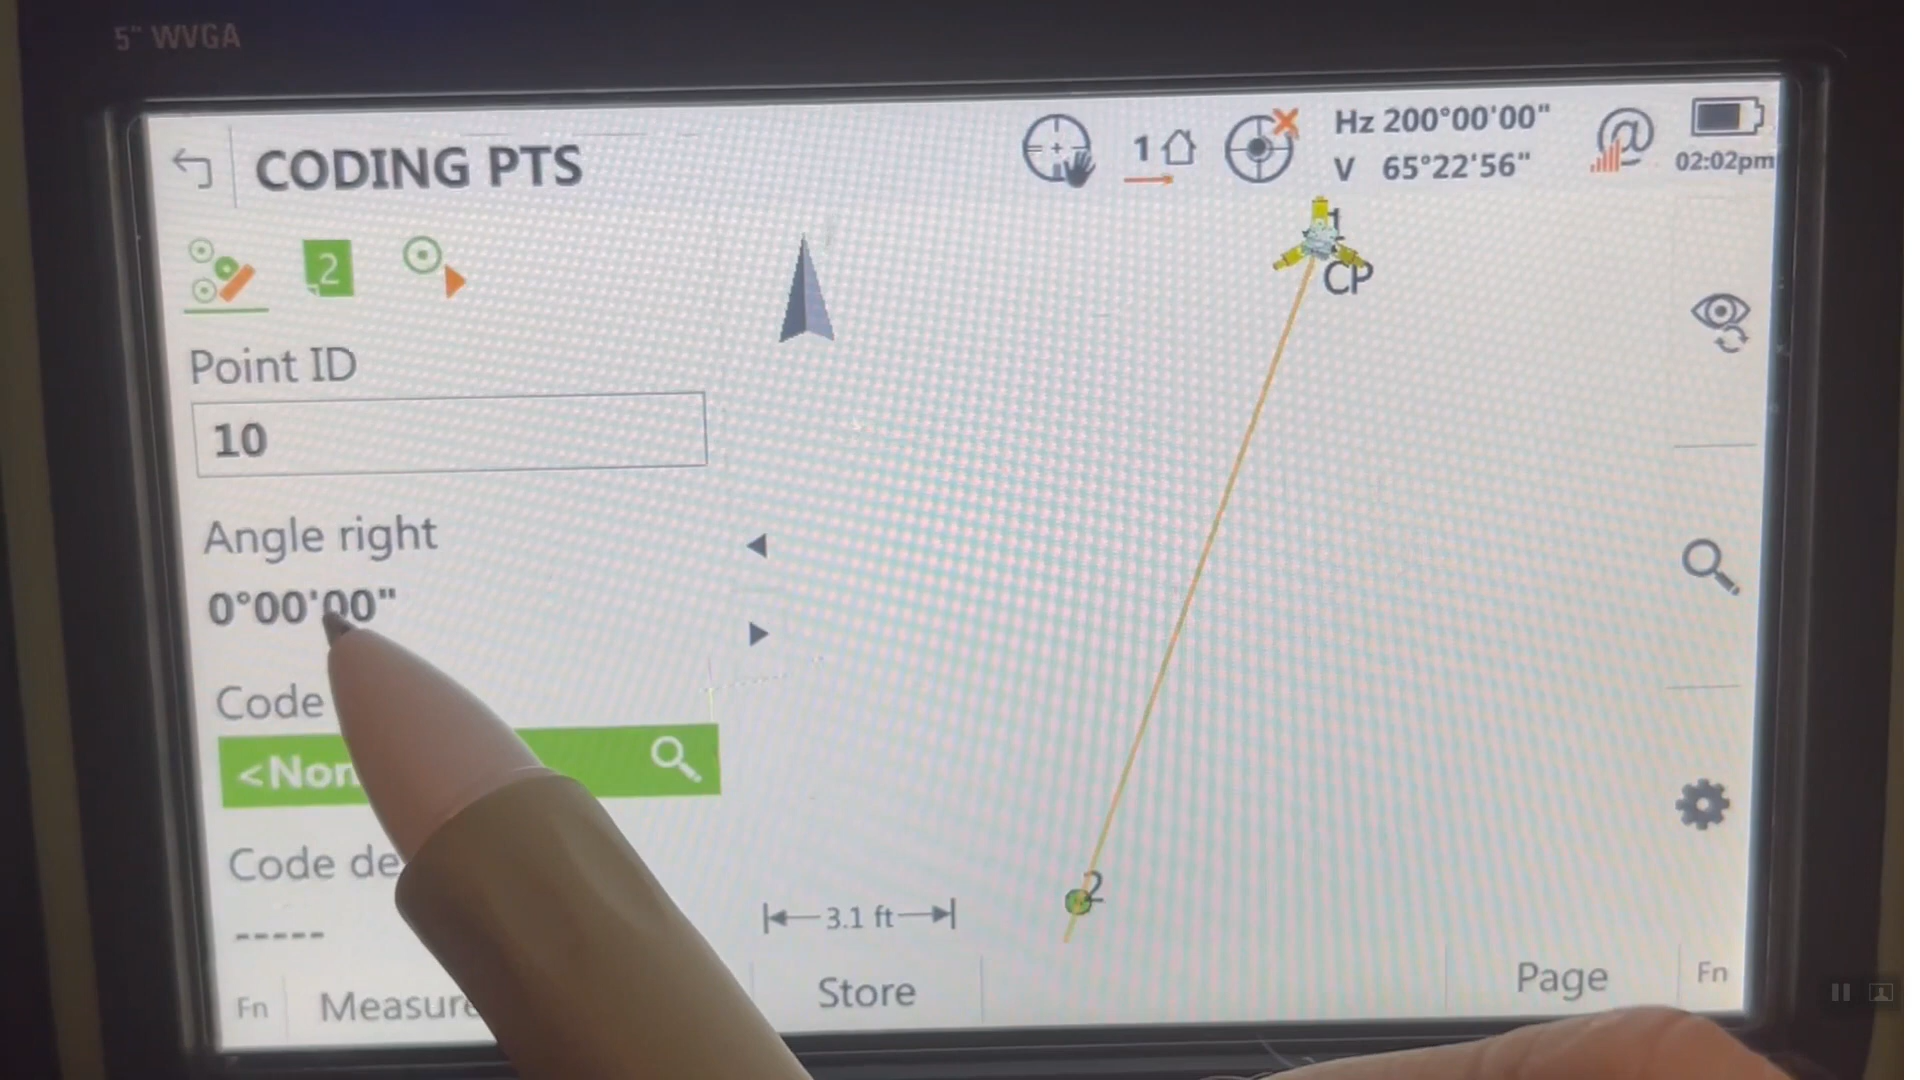 5" WVGA
CODING PTS
1
Hz 200°00'00"
V 65°22'56"
@
02:02pm
2
Point ID
10
Angle right
0°00'00"
Code
<Non
Code de
-----
1
CP
2
3.1 ft
Fn
Measure
Store
Page
Fn